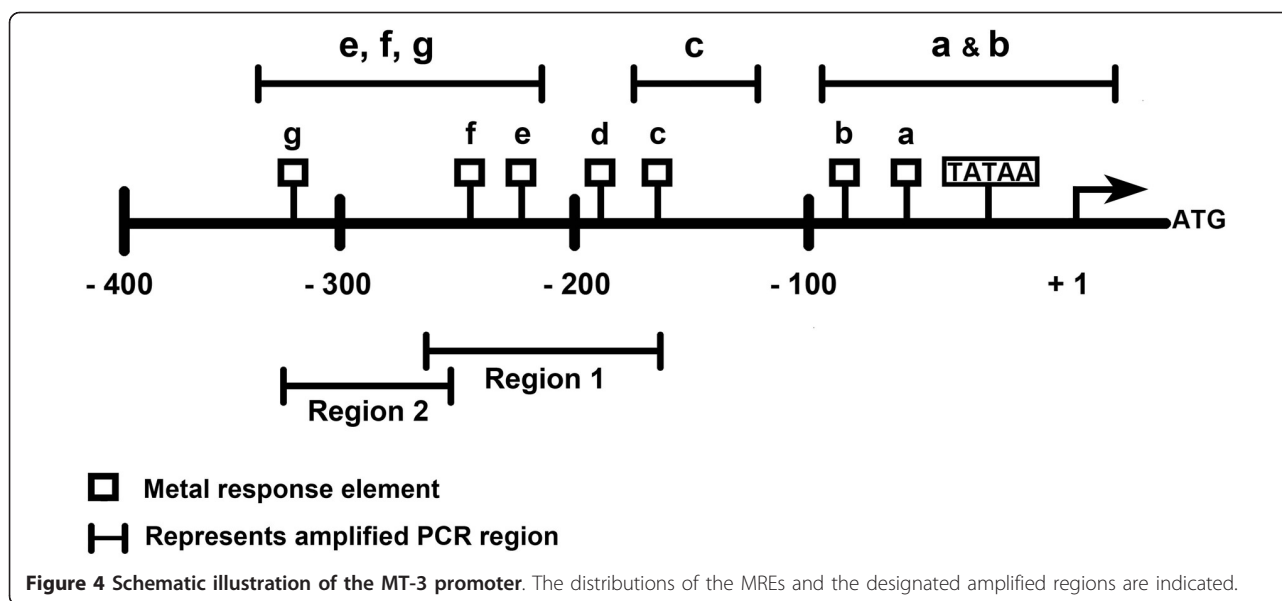 e, f, g c a & b
g f e d c b a TATAA
ATG
- 400 - 300 - 200 - 100 + 1
Region 1
Region 2
Metal response element
Represents amplified PCR region
Figure 4 Schematic illustration of the MT-3 promoter. The distributions of the MREs and the designated amplified regions are indicated.